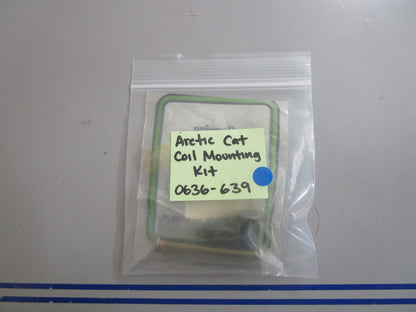 Arctic Cat
Coil Mounting
Kit
0636-639